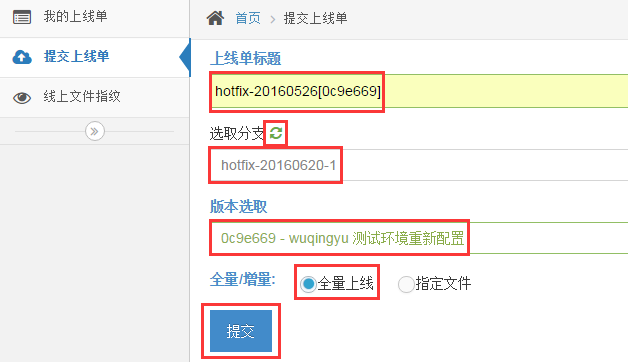 我的上线单
提交上线单
线上文件指纹
首页 > 提交上线单
上线单标题
hotfix-20160526[0c9e669]
选取分支
hotfix-20160620-1
版本选取
0c9e669 - wuqingyu 测试环境重新配置
全量/增量: 全量上线 指定文件
提交